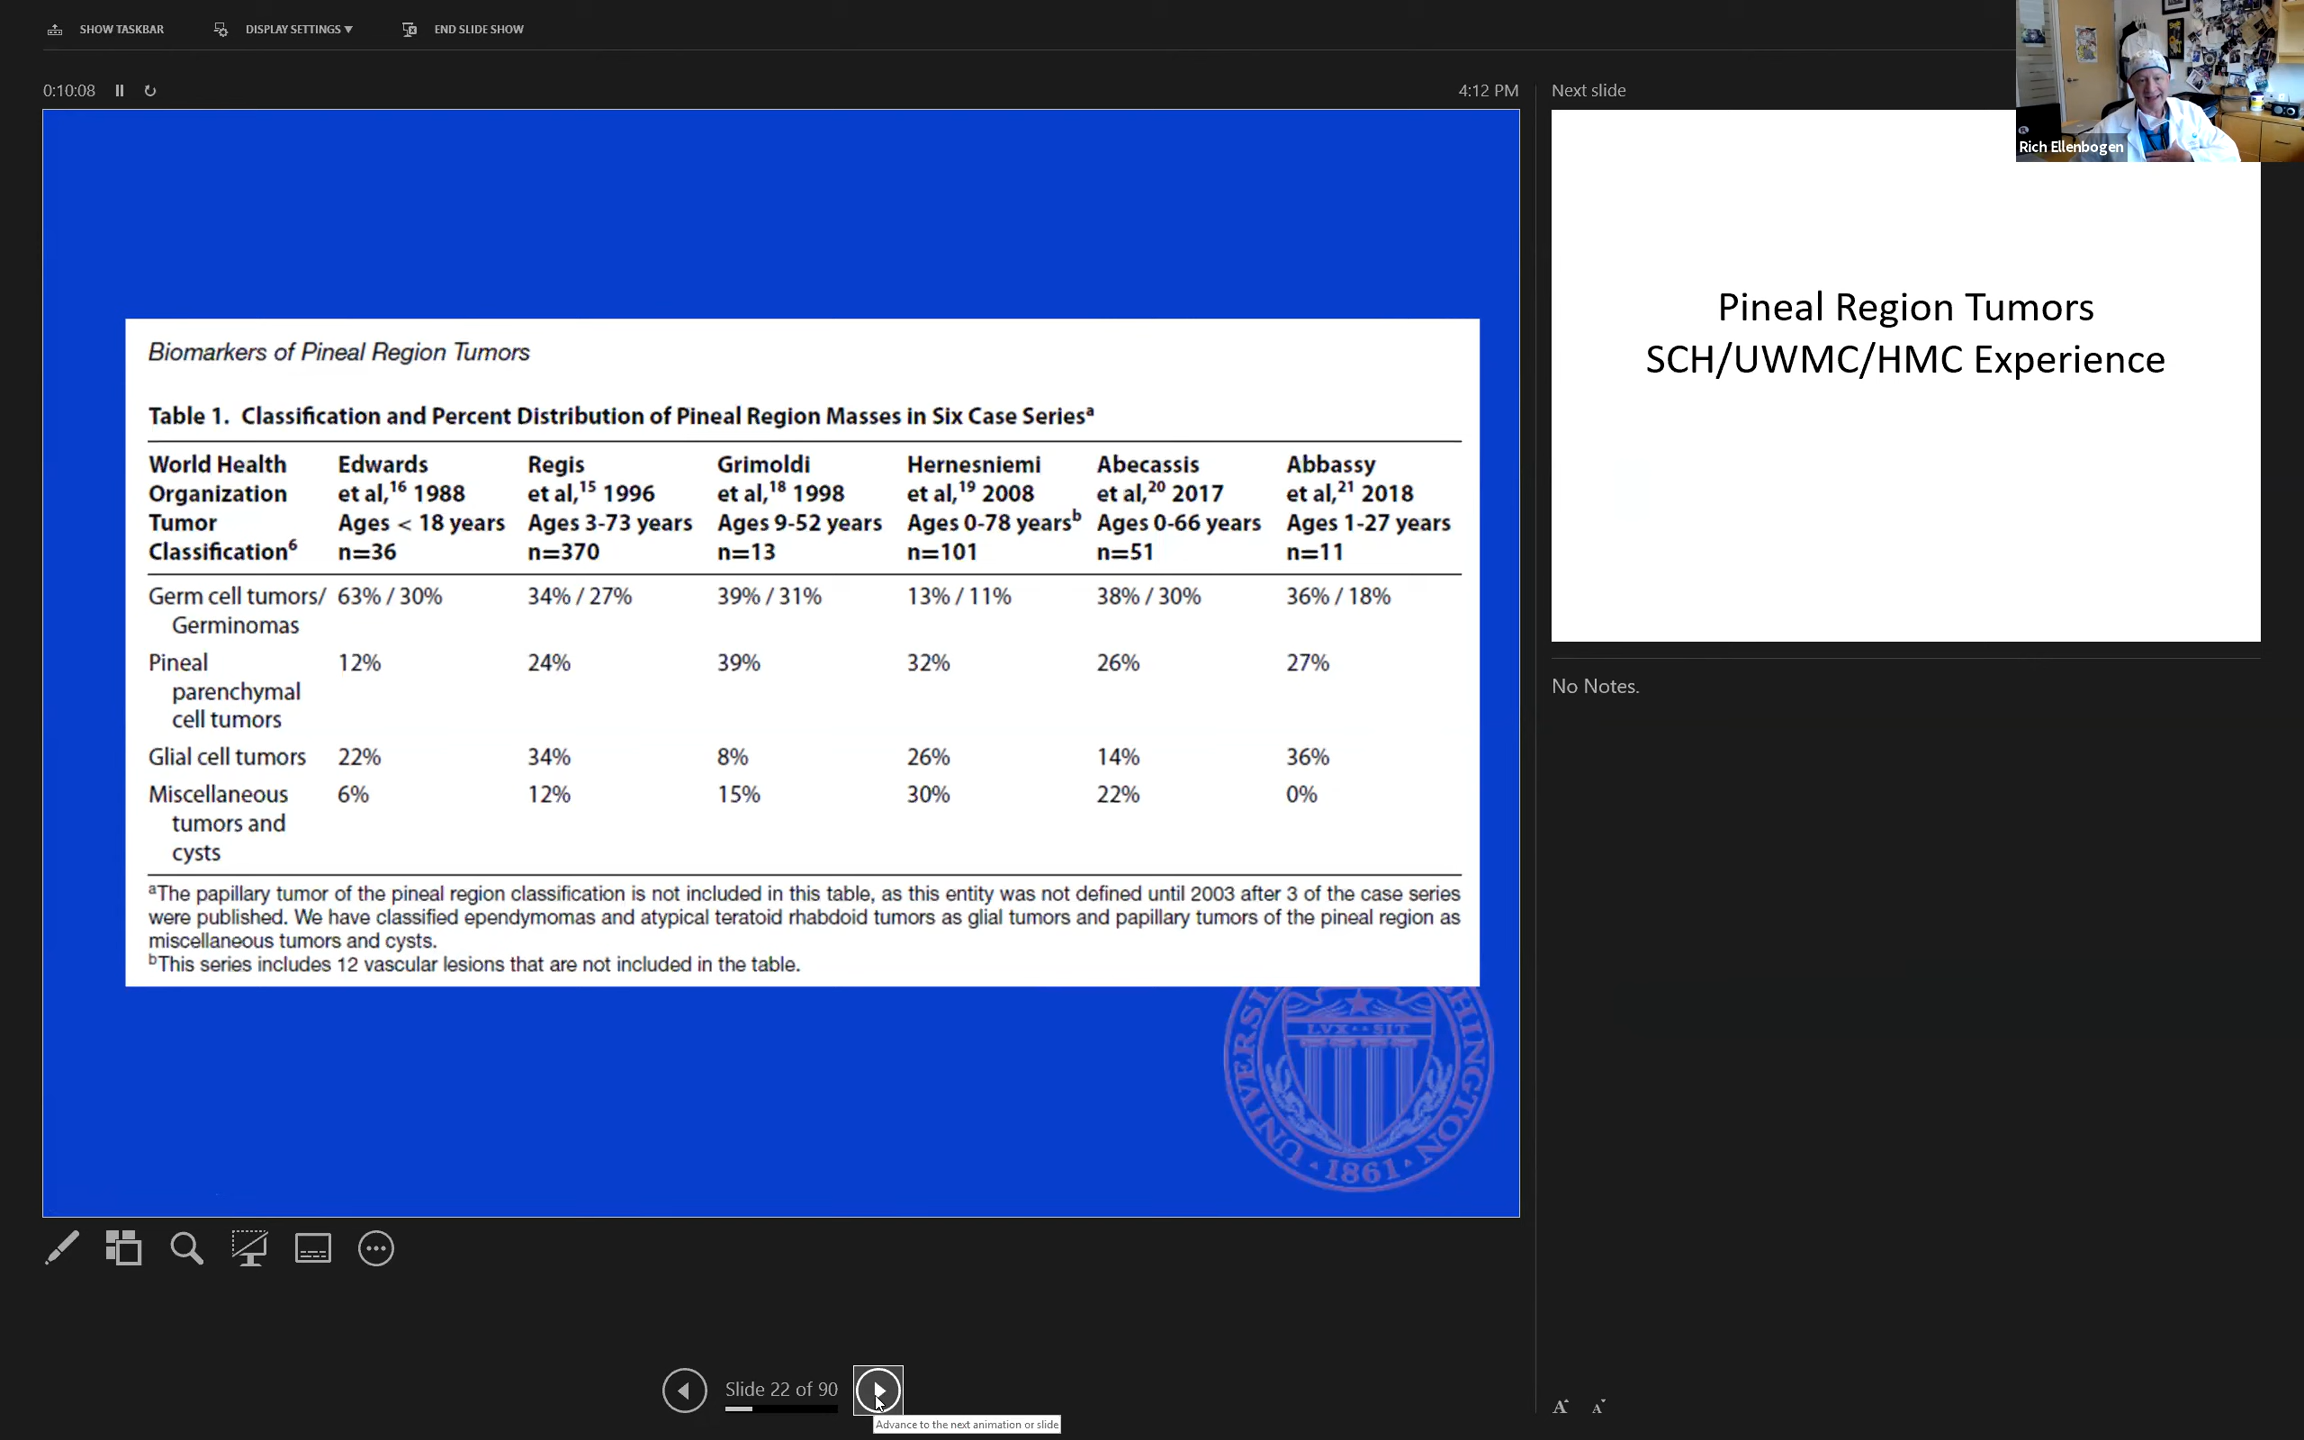 SHOW TASKBAR DISPLAY SETTINGS ▾ END SLIDE SHOW
0:10:08 4:12 PM Next slide
Rich Ellenbogen
Biomarkers of Pineal Region Tumors
Table 1. Classification and Percent Distribution of Pineal Region Masses in Six Case Seriesᵃ
World Health Edwards Regis Grimoldi Hernesniemi Abecassis Abbassy
Organization et al,¹⁶ 1988 et al,¹⁵ 1996 et al,¹⁸ 1998 et al,¹⁹ 2008 et al,²⁰ 2017 et al,²¹ 2018
Tumor Ages < 18 years Ages 3-73 years Ages 9-52 years Ages 0-78 yearsᵇ Ages 0-66 years Ages 1-27 years
Classification⁶ n=36 n=370 n=13 n=101 n=51 n=11
Germ cell tumors/ 63% / 30% 34% / 27% 39% / 31% 13% / 11% 38% / 30% 36% / 18%
Germinomas
Pineal 12% 24% 39% 32% 26% 27%
parenchymal
cell tumors
Glial cell tumors 22% 34% 8% 26% 14% 36%
Miscellaneous 6% 12% 15% 30% 22% 0%
tumors and
cysts
ᵃThe papillary tumor of the pineal region classification is not included in this table, as this entity was not defined until 2003 after 3 of the case series
were published. We have classified ependymomas and atypical teratoid rhabdoid tumors as glial tumors and papillary tumors of the pineal region as
miscellaneous tumors and cysts.
ᵇThis series includes 12 vascular lesions that are not included in the table.
LVX SIT
1861
Pineal Region Tumors
SCH/UWMC/HMC Experience
No Notes.
Slide 22 of 90
Advance to the next animation or slide
A A